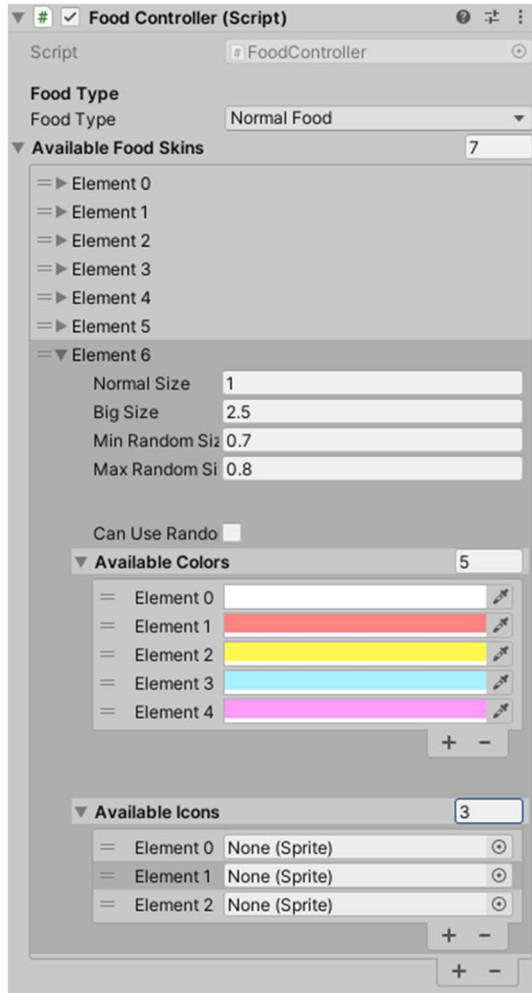 Food Controller (Script)
Script FoodController
Food Type
Food Type Normal Food
Available Food Skins 7
Element 0
Element 1
Element 2
Element 3
Element 4
Element 5
Element 6
Normal Size 1
Big Size 2.5
Min Random Siz 0.7
Max Random Si 0.8
Can Use Rando
Available Colors 5
Element 0
Element 1
Element 2
Element 3
Element 4
+ −
Available Icons 3
Element 0 None (Sprite)
Element 1 None (Sprite)
Element 2 None (Sprite)
+ −
+ −